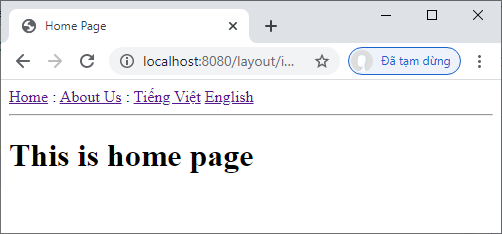 Home Page
localhost:8080/layout/i...
Đã tạm dừng
Home : About Us : Tiếng Việt English
This is home page